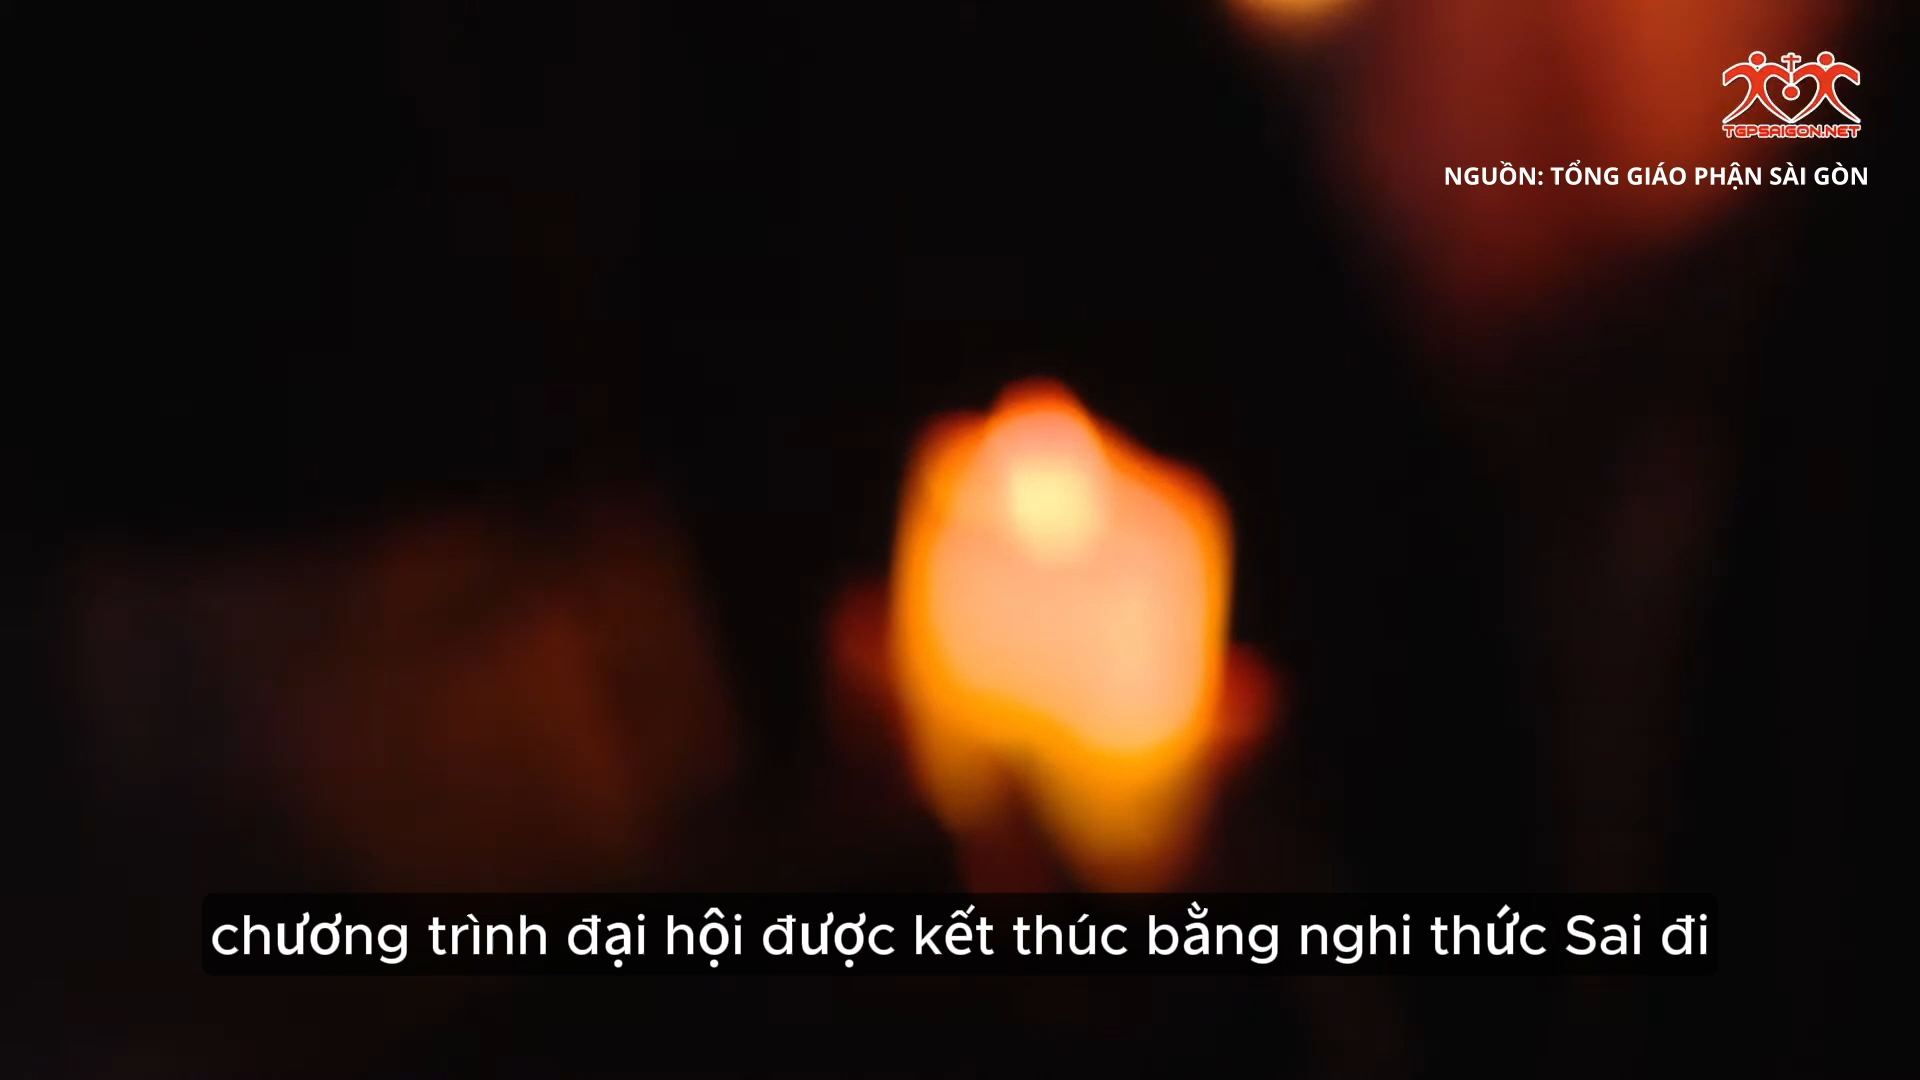 TGPSAIGON.NET
NGUỒN: TỔNG GIÁO PHẬN SÀI GÒN
chương trình đại hội được kết thúc bằng nghi thức Sai đi